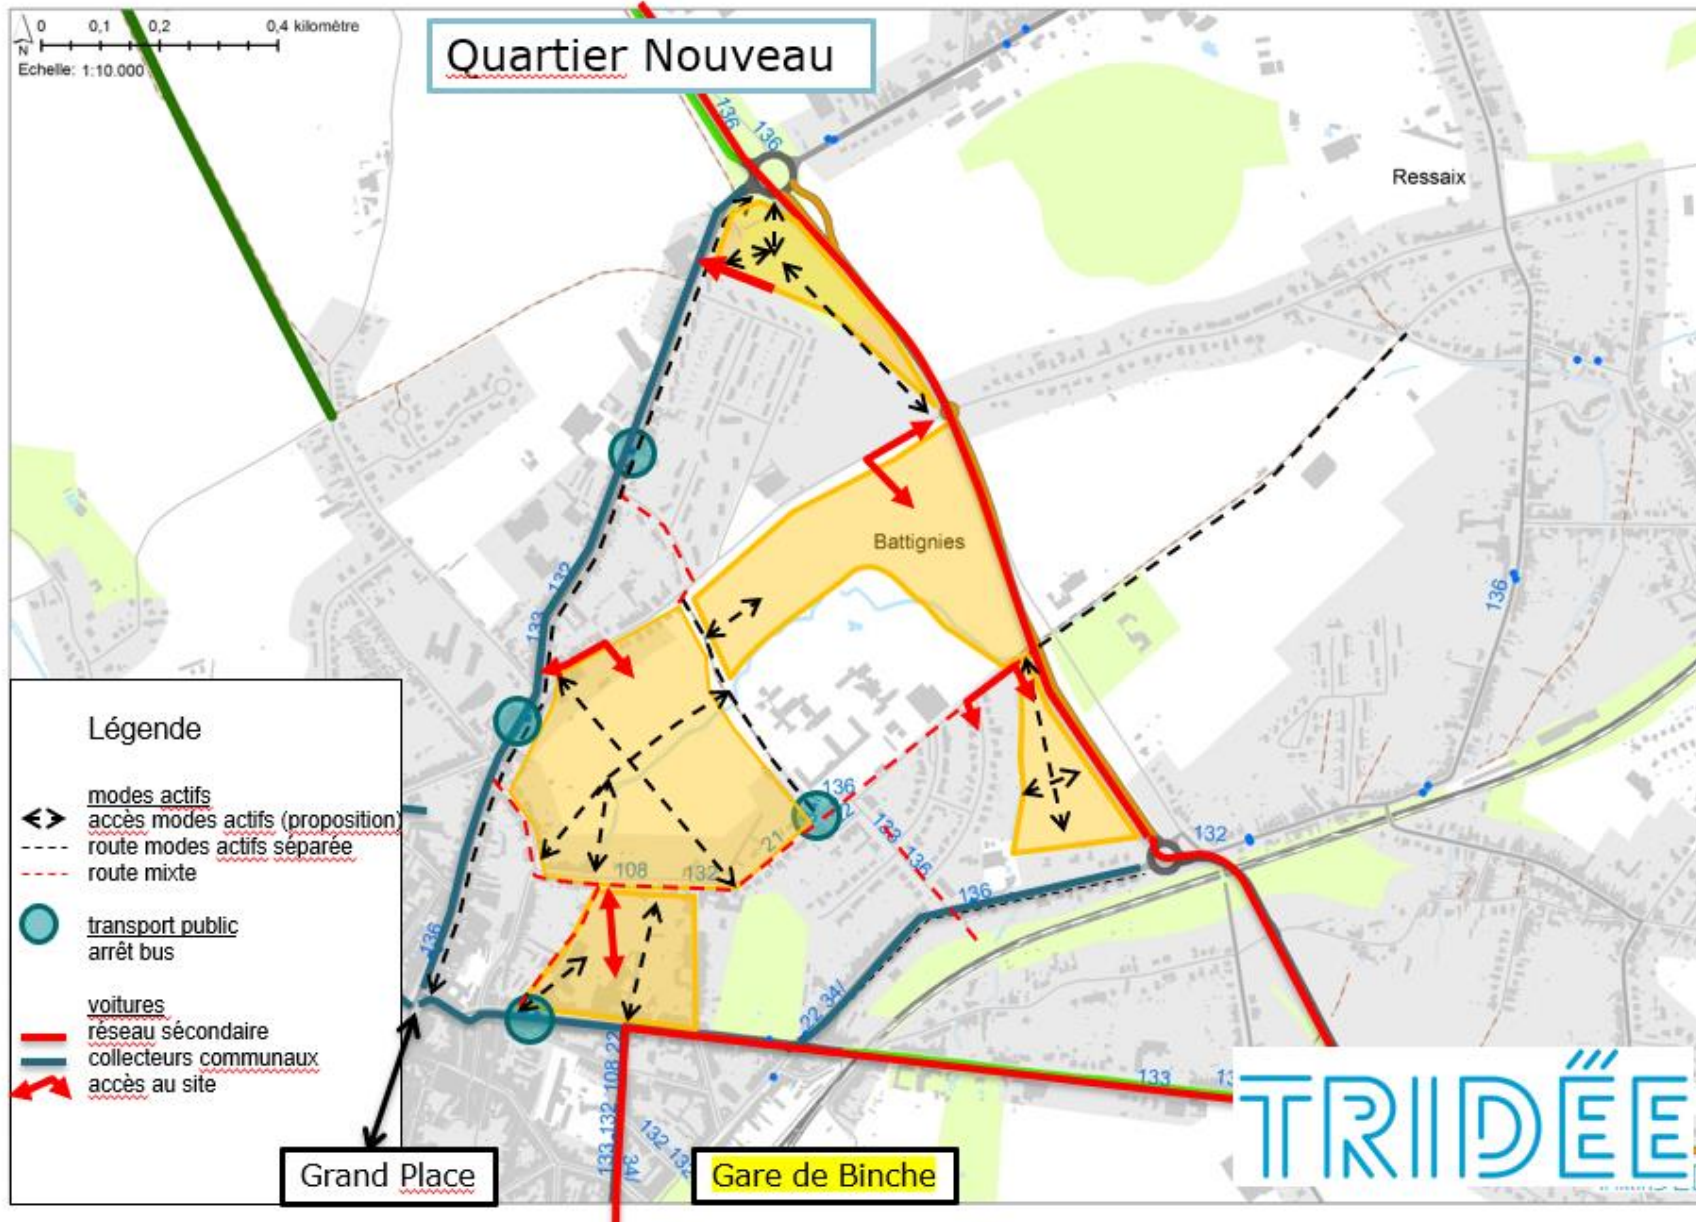 0 0,1 0,2 0,4 kilomètre
N
Echelle: 1:10.000
Quartier Nouveau
136
136
Ressaix
Battignies
132
133
136
136
21
133
136
132
108
132
136
136
22 34/
133
Légende
modes actifs
accès modes actifs (proposition)
route modes actifs séparée
route mixte
transport public
arrêt bus
voitures
réseau sécondaire
collecteurs communaux
accès au site
133 132 108 22
34/
132
Grand Place
Gare de Binche
TRIDËE